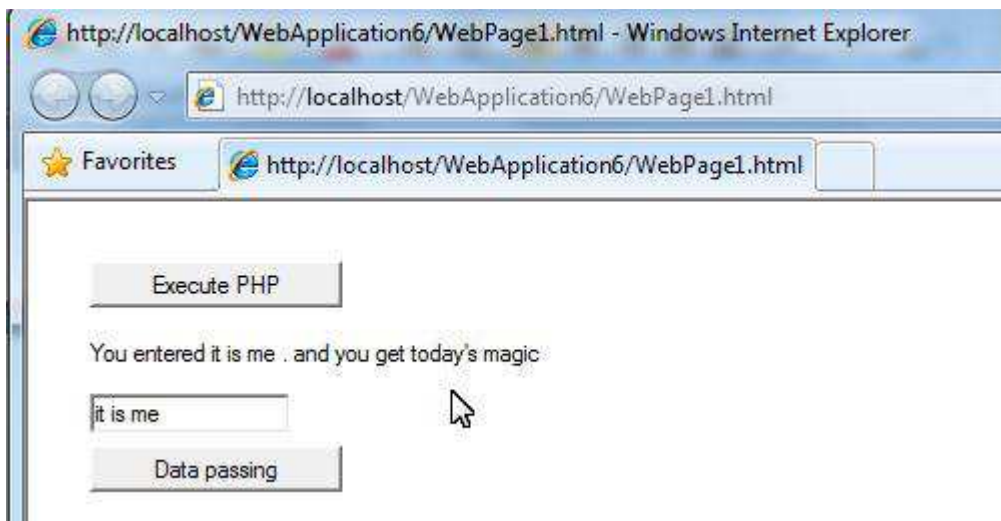 http://localhost/WebApplication6/WebPage1.html - Windows Internet Explorer
http://localhost/WebApplication6/WebPage1.html
Favorites
http://localhost/WebApplication6/WebPage1.html
Execute PHP
You entered it is me . and you get today's magic
it is me
Data passing